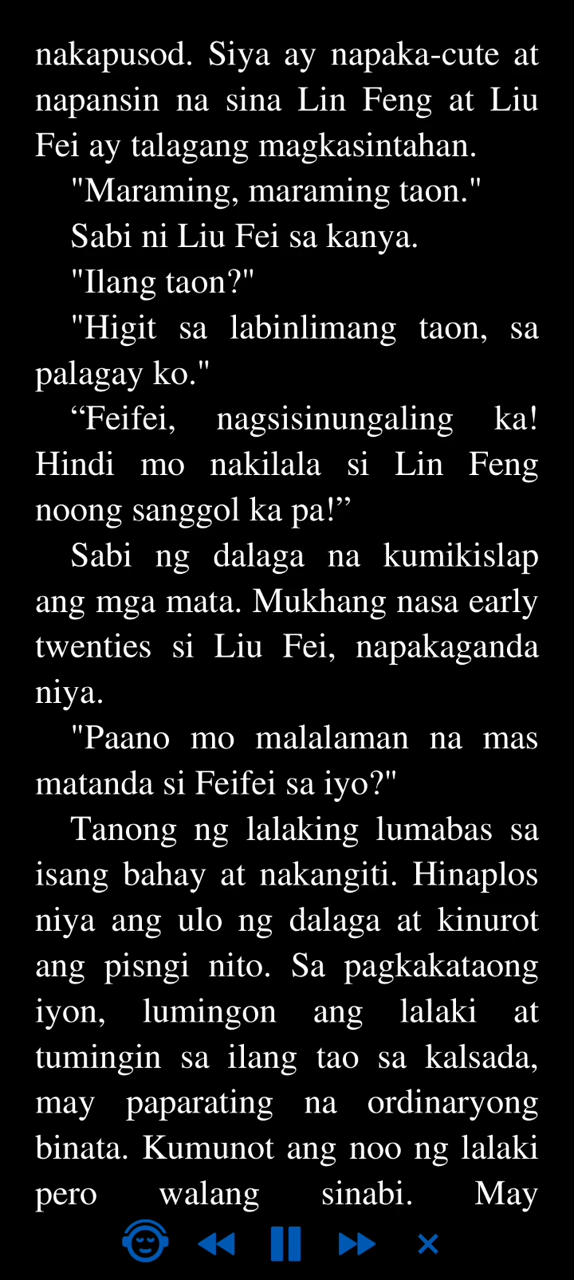 nakapusod. Siya ay napaka-cute at
napansin na sina Lin Feng at Liu
Fei ay talagang magkasintahan.
"Maraming, maraming taon."
Sabi ni Liu Fei sa kanya.
"Ilang taon?"
"Higit sa labinlimang taon, sa
palagay ko."
“Feifei, nagsisinungaling ka!
Hindi mo nakilala si Lin Feng
noong sanggol ka pa!”
Sabi ng dalaga na kumikislap
ang mga mata. Mukhang nasa early
twenties si Liu Fei, napakaganda
niya.
"Paano mo malalaman na mas
matanda si Feifei sa iyo?"
Tanong ng lalaking lumabas sa
isang bahay at nakangiti. Hinaplos
niya ang ulo ng dalaga at kinurot
ang pisngi nito. Sa pagkakataong
iyon, lumingon ang lalaki at
tumingin sa ilang tao sa kalsada,
may paparating na ordinaryong
binata. Kumunot ang noo ng lalaki
pero walang sinabi. May